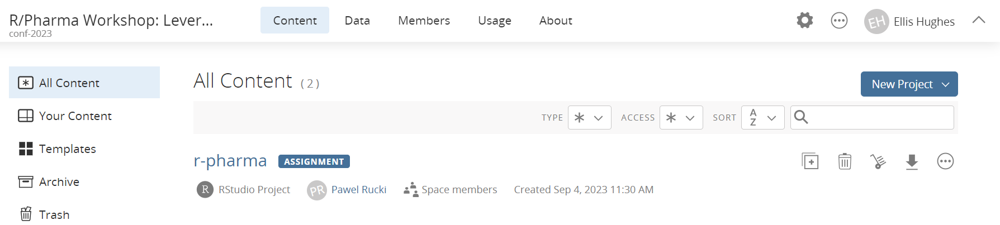 R/Pharma Workshop: Lever...
conf-2023
Content Data Members Usage About
EH Ellis Hughes
All Content
Your Content
Templates
Archive
Trash
All Content ( 2 )
New Project
TYPE * ACCESS * SORT A Z
r-pharma ASSIGNMENT
R RStudio Project PR Pawel Rucki Space members Created Sep 4, 2023 11:30 AM